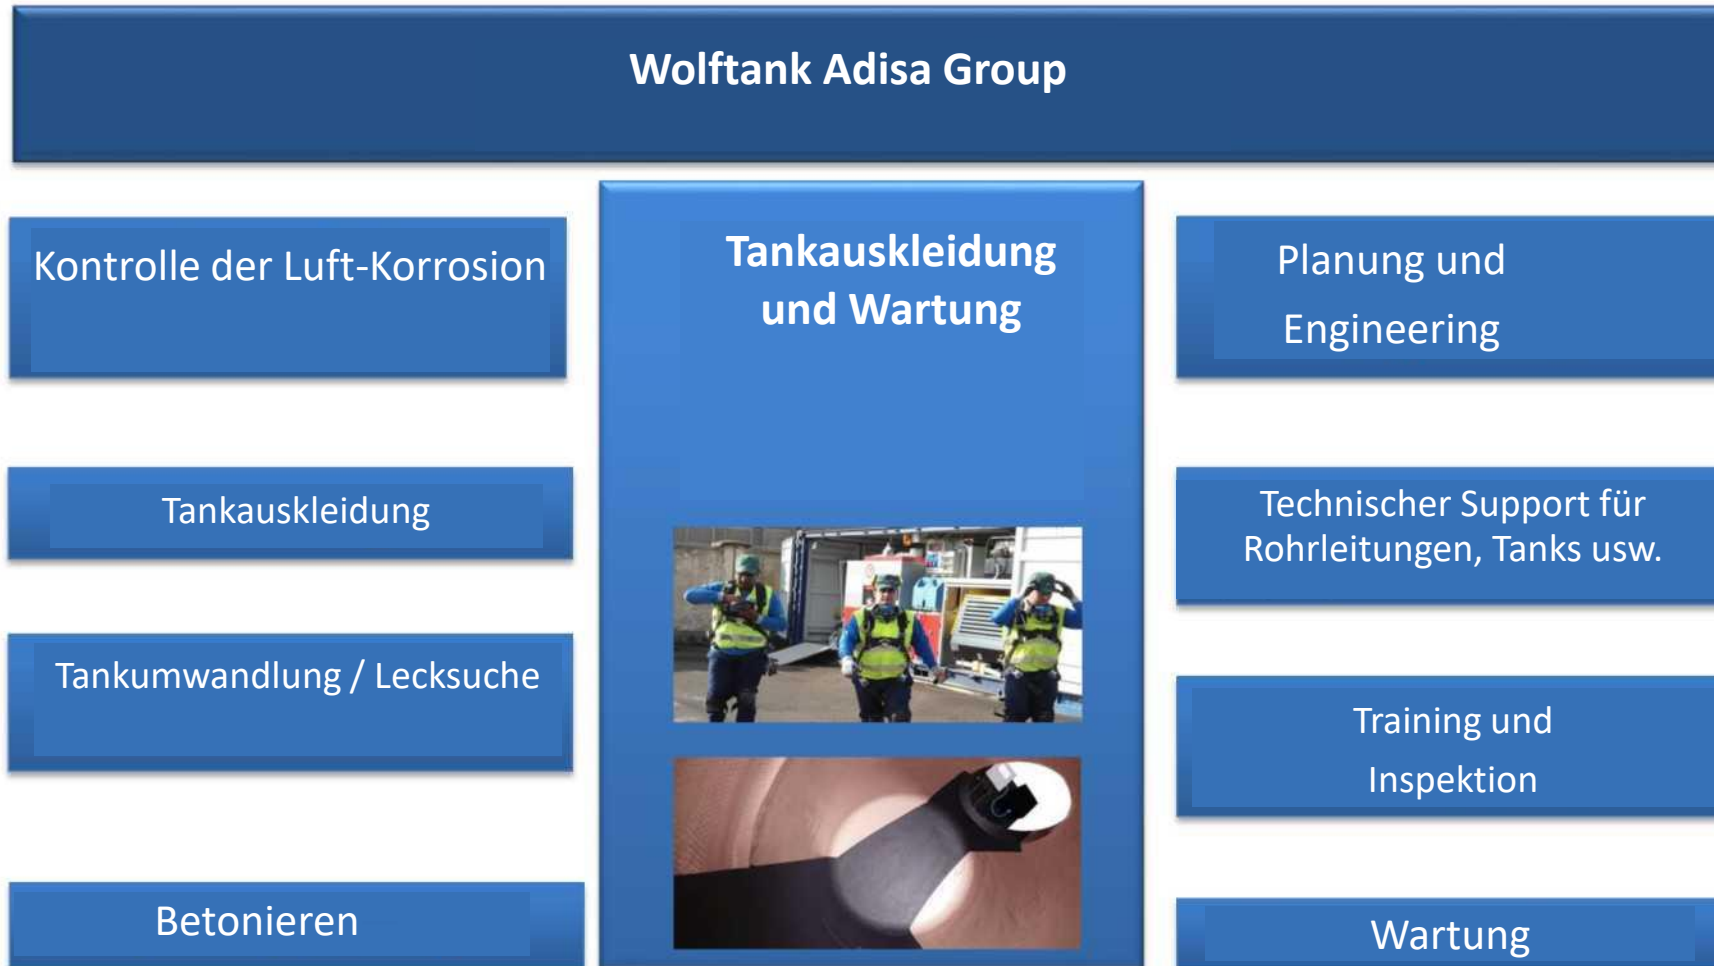 Wolftank Adisa Group
Kontrolle der Luft-Korrosion
Tankauskleidung
Tankumwandlung / Lecksuche
Betonieren
Tankauskleidung
und Wartung
Planung und
Engineering
Technischer Support für
Rohrleitungen, Tanks usw.
Training und
Inspektion
Wartung